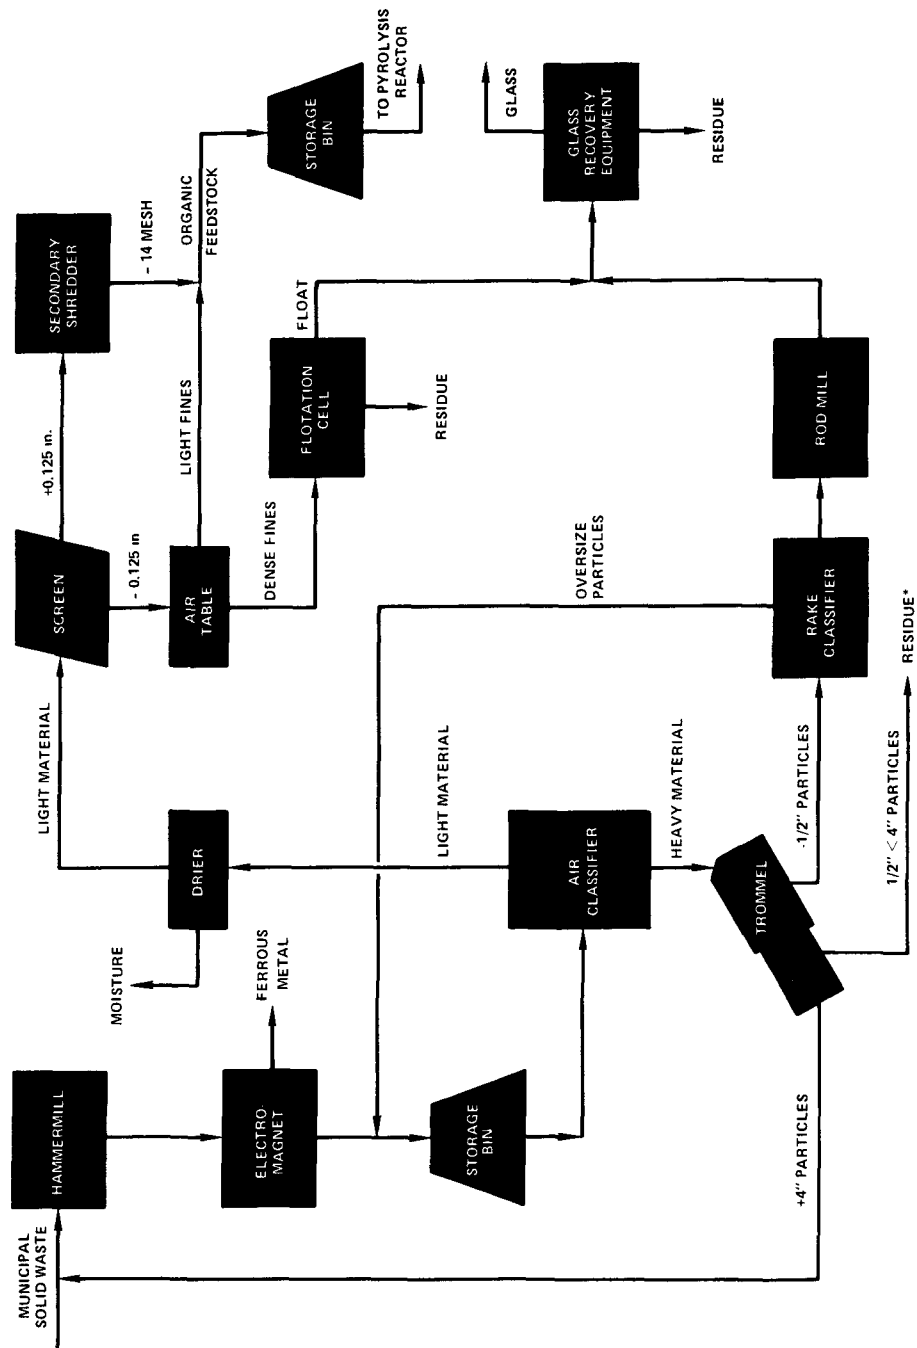 MUNICIPAL
SOLID WASTE
HAMMERMILL
ELECTRO-
MAGNET
FERROUS
METAL
STORAGE
BIN
MOISTURE
DRIER
LIGHT MATERIAL
AIR
CLASSIFIER
LIGHT MATERIAL
HEAVY MATERIAL
TROMMEL
+4" PARTICLES
-1/2" PARTICLES
1/2" < 4" PARTICLES
RESIDUE*
SCREEN
+0.125 in.
- 0.125 in
SECONDARY
SHREDDER
- 14 MESH
AIR
TABLE
LIGHT FINES
DENSE FINES
ORGANIC
FEEDSTOCK
STORAGE
BIN
TO PYROLYSIS
REACTOR
FLOTATION
CELL
FLOAT
RESIDUE
OVERSIZE
PARTICLES
RAKE
CLASSIFIER
ROD MILL
GLASS
RECOVERY
EQUIPMENT
GLASS
RESIDUE